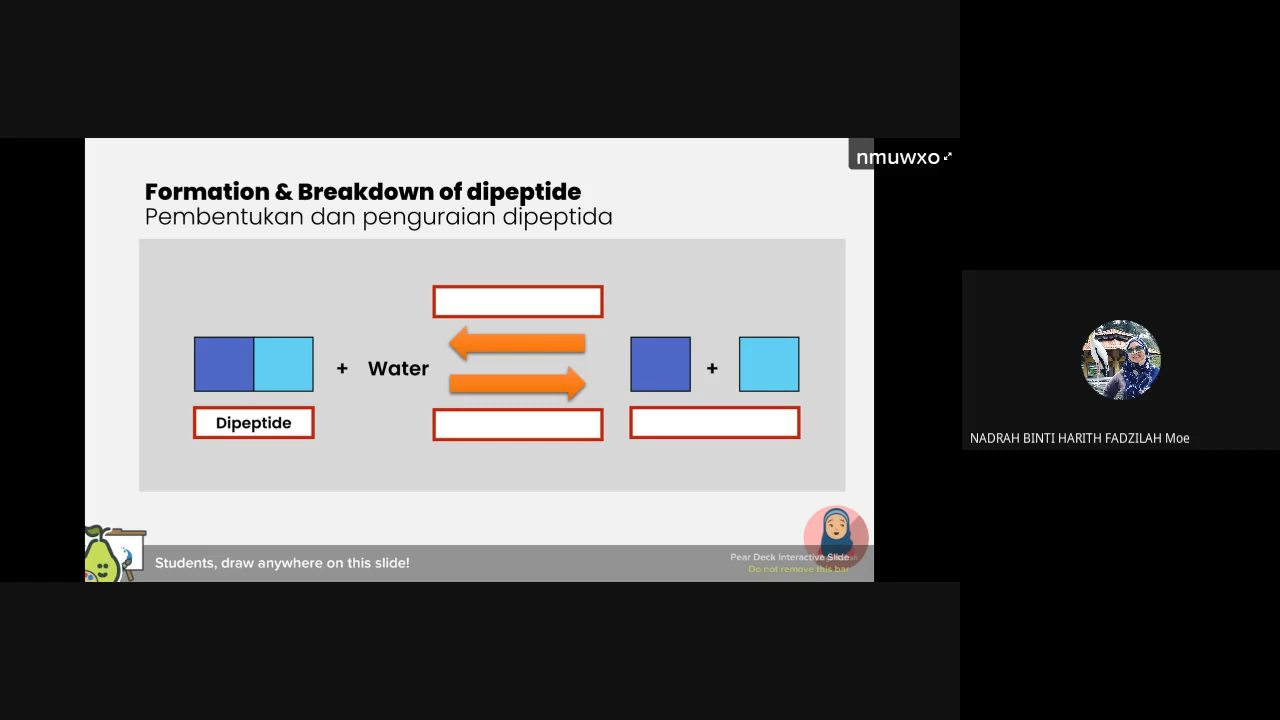 nmuwxo
Formation & Breakdown of dipeptide
Pembentukan dan penguraian dipeptida
+ Water
+
Dipeptide
Students, draw anywhere on this slide!
Pear Deck Interactive Slide
Do not remove this bar
NADRAH BINTI HARITH FADZILAH Moe